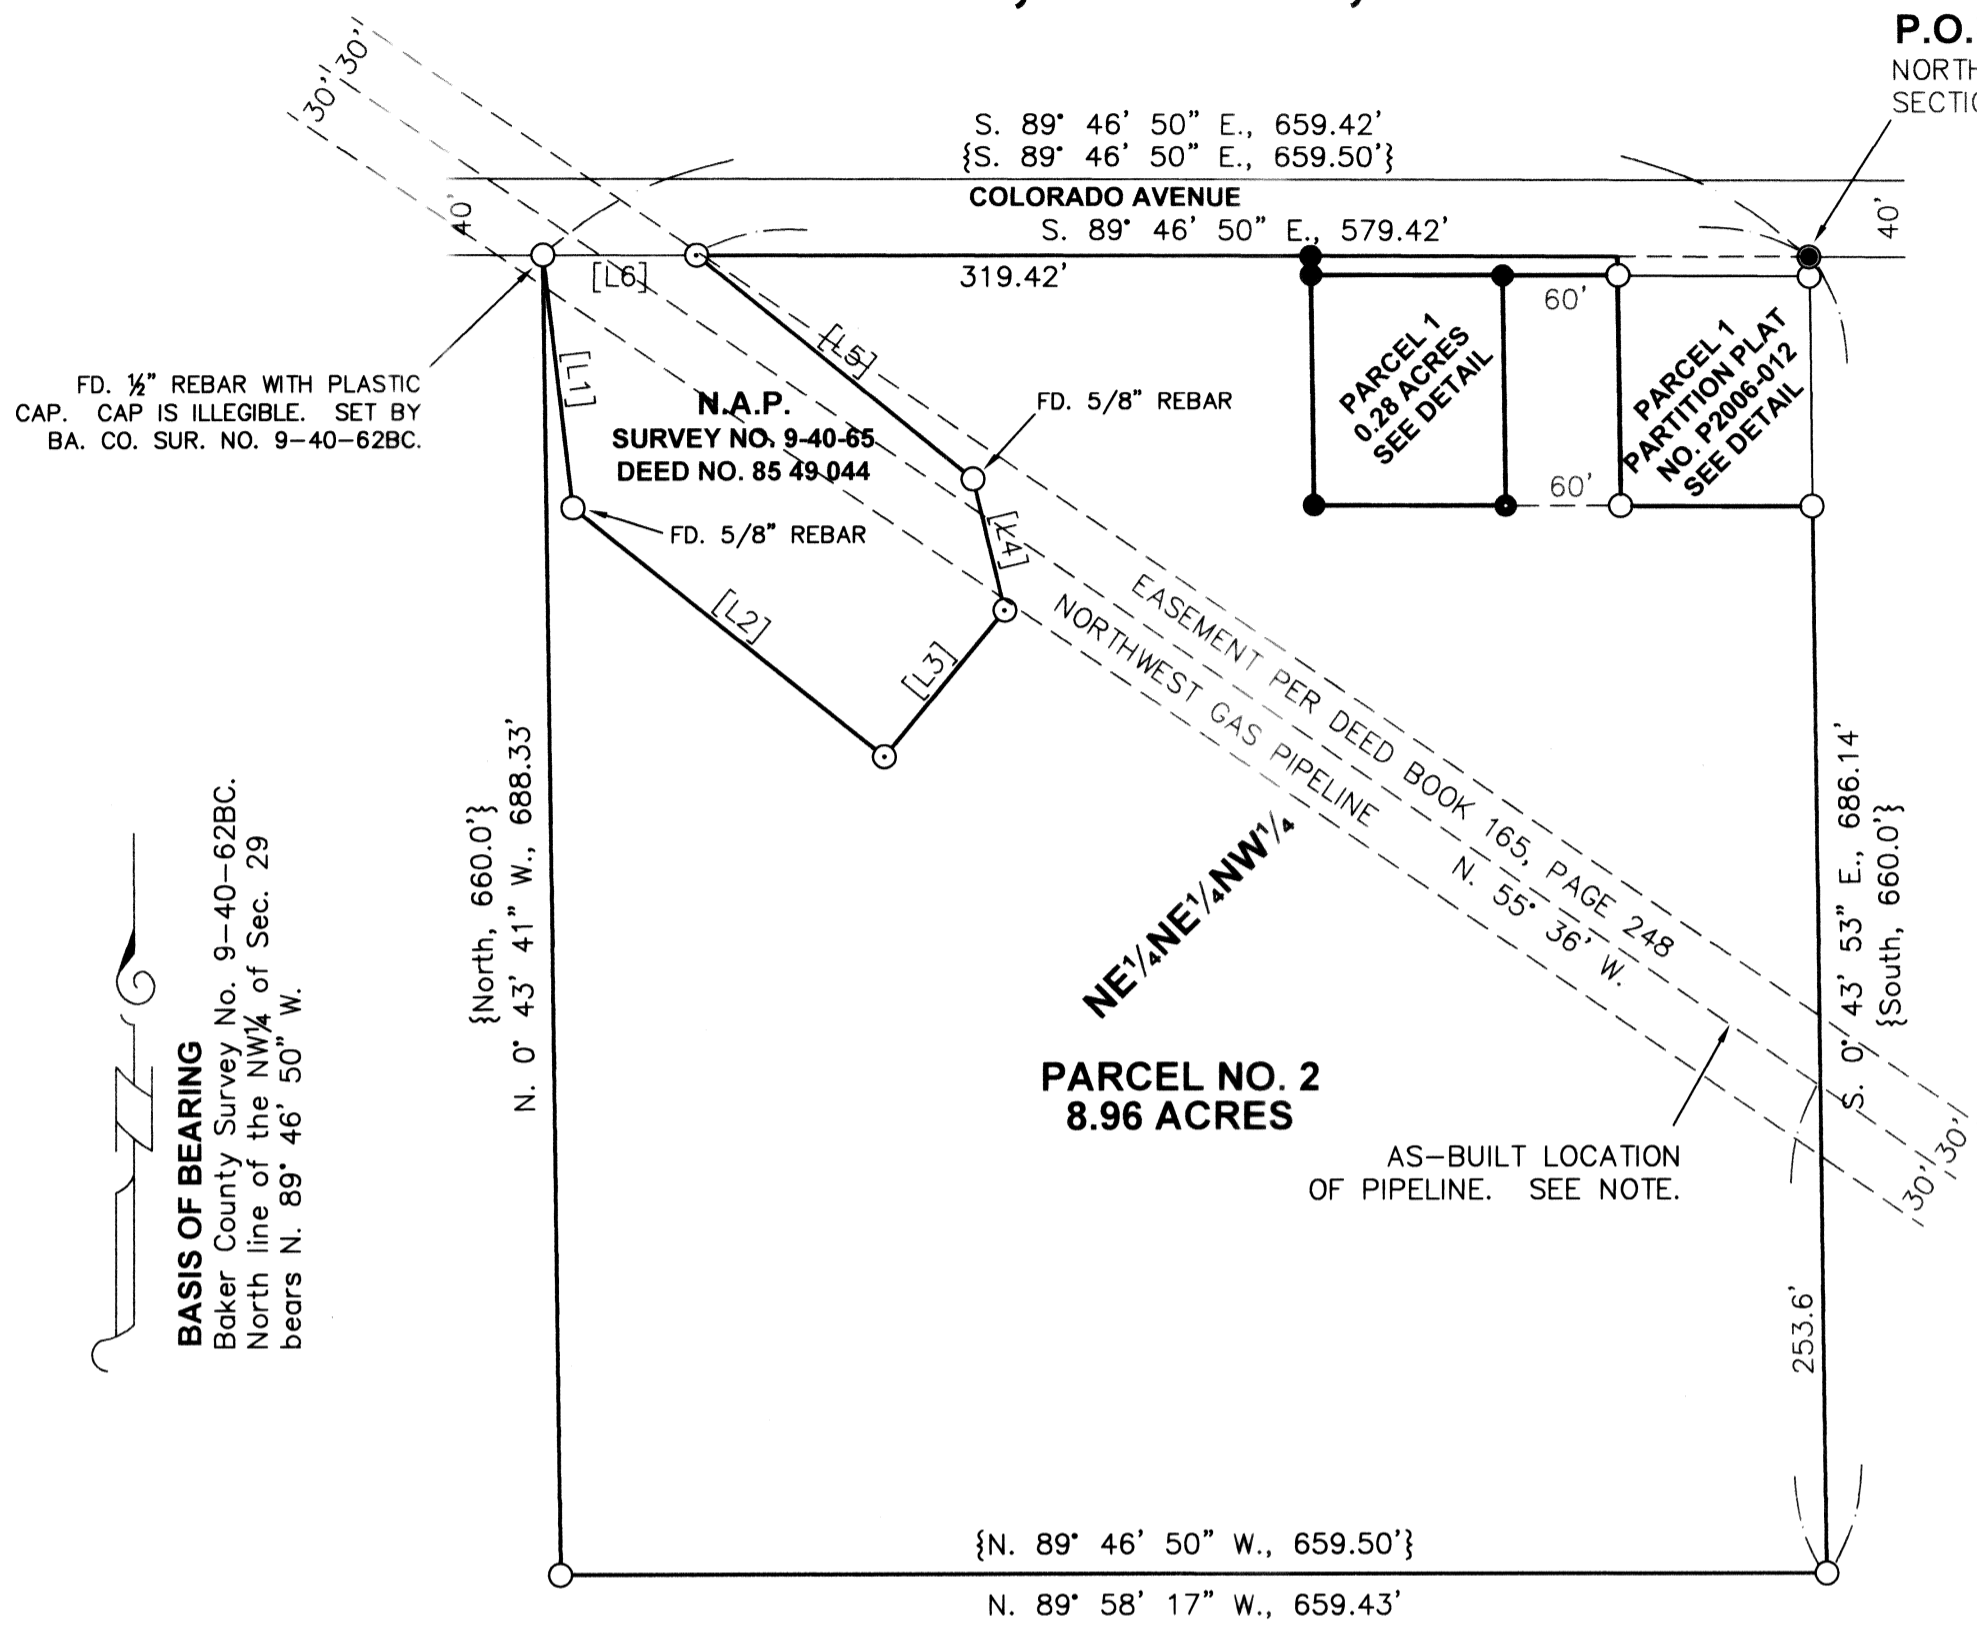 P.O.
NORTH
SECTIO
30'
30'
S. 89° 46' 50" E., 659.42'
{S. 89° 46' 50" E., 659.50'}
COLORADO AVENUE
S. 89° 46' 50" E., 579.42'
40'
40'
[L6]
319.42'
60'
[L5]
[L1]
FD. ½" REBAR WITH PLASTIC
CAP. CAP IS ILLEGIBLE. SET BY
BA. CO. SUR. NO. 9-40-62BC.
N.A.P.
SURVEY NO. 9-40-65
DEED NO. 85 49 044
FD. 5/8" REBAR
PARCEL 1
0.28 ACRES
SEE DETAIL
PARCEL 1
PARTITION PLAT
NO. P2006-012
SEE DETAIL
60'
FD. 5/8" REBAR
[L4]
[L2]
[L3]
EASEMENT PER DEED BOOK 165, PAGE 248
NORTHWEST GAS PIPELINE
N. 55° 36' W.
{North, 660.0'}
N. 0° 43' 41" W., 688.33'
S. 0° 43' 53" E., 686.14'
{South, 660.0'}
NE¼NE¼NW¼
BASIS OF BEARING
Baker County Survey No. 9-40-62BC.
North line of the NW¼ of Sec. 29
bears N. 89° 46' 50" W.
PARCEL NO. 2
8.96 ACRES
AS-BUILT LOCATION
OF PIPELINE. SEE NOTE.
30'
30'
253.6'
{N. 89° 46' 50" W., 659.50'}
N. 89° 58' 17" W., 659.43'